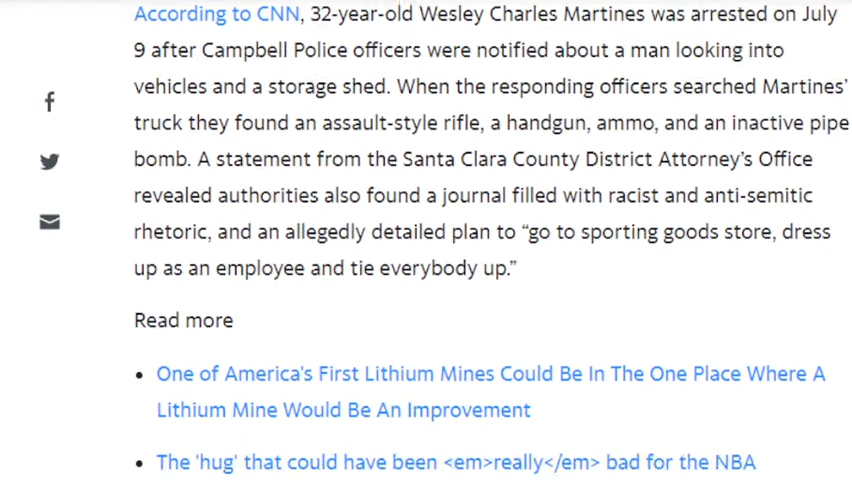 According to CNN, 32-year-old Wesley Charles Martines was arrested on July
9 after Campbell Police officers were notified about a man looking into
vehicles and a storage shed. When the responding officers searched Martines’
truck they found an assault-style rifle, a handgun, ammo, and an inactive pipe
bomb. A statement from the Santa Clara County District Attorney’s Office
revealed authorities also found a journal filled with racist and anti-semitic
rhetoric, and an allegedly detailed plan to “go to sporting goods store, dress
up as an employee and tie everybody up.”
Read more
• One of America's First Lithium Mines Could Be In The One Place Where A
Lithium Mine Would Be An Improvement
• The 'hug' that could have been <em>really</em> bad for the NBA